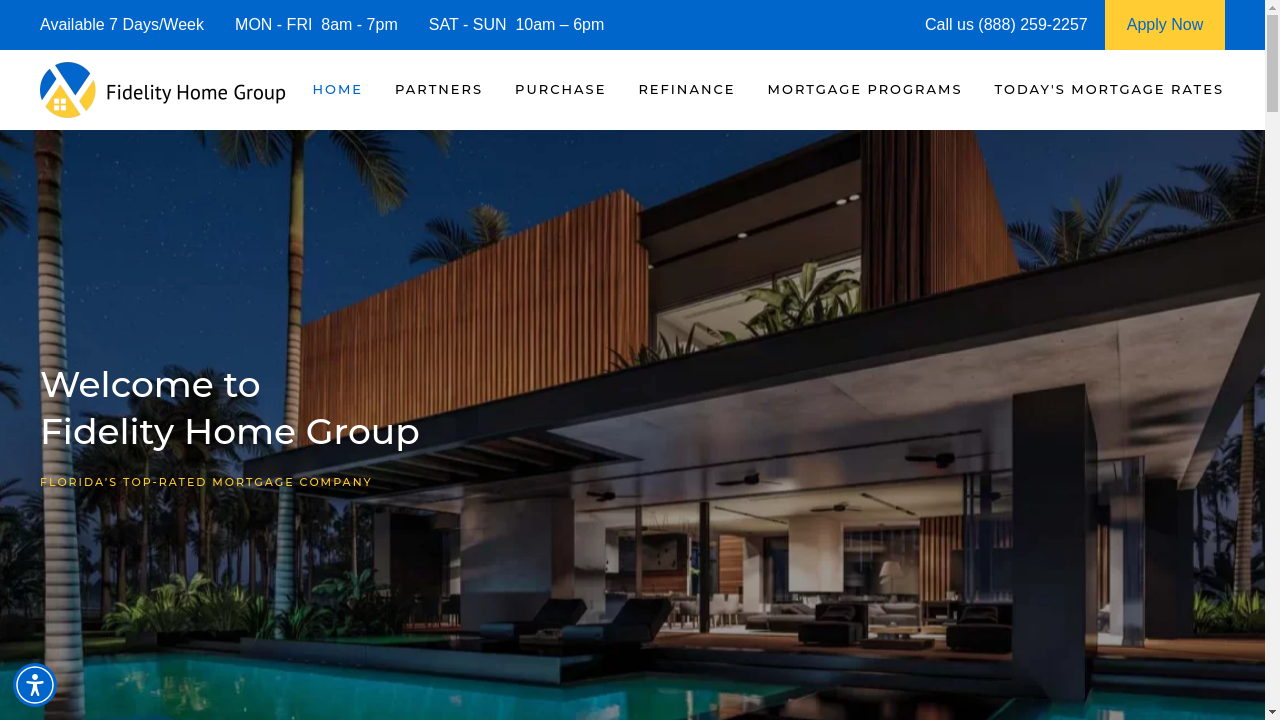 Available 7 Days/Week MON - FRI 8am - 7pm SAT - SUN 10am – 6pm Call us (888) 259-2257 Apply Now
Fidelity Home Group HOME PARTNERS PURCHASE REFINANCE MORTGAGE PROGRAMS TODAY'S MORTGAGE RATES
Welcome to
Fidelity Home Group
FLORIDA'S TOP-RATED MORTGAGE COMPANY